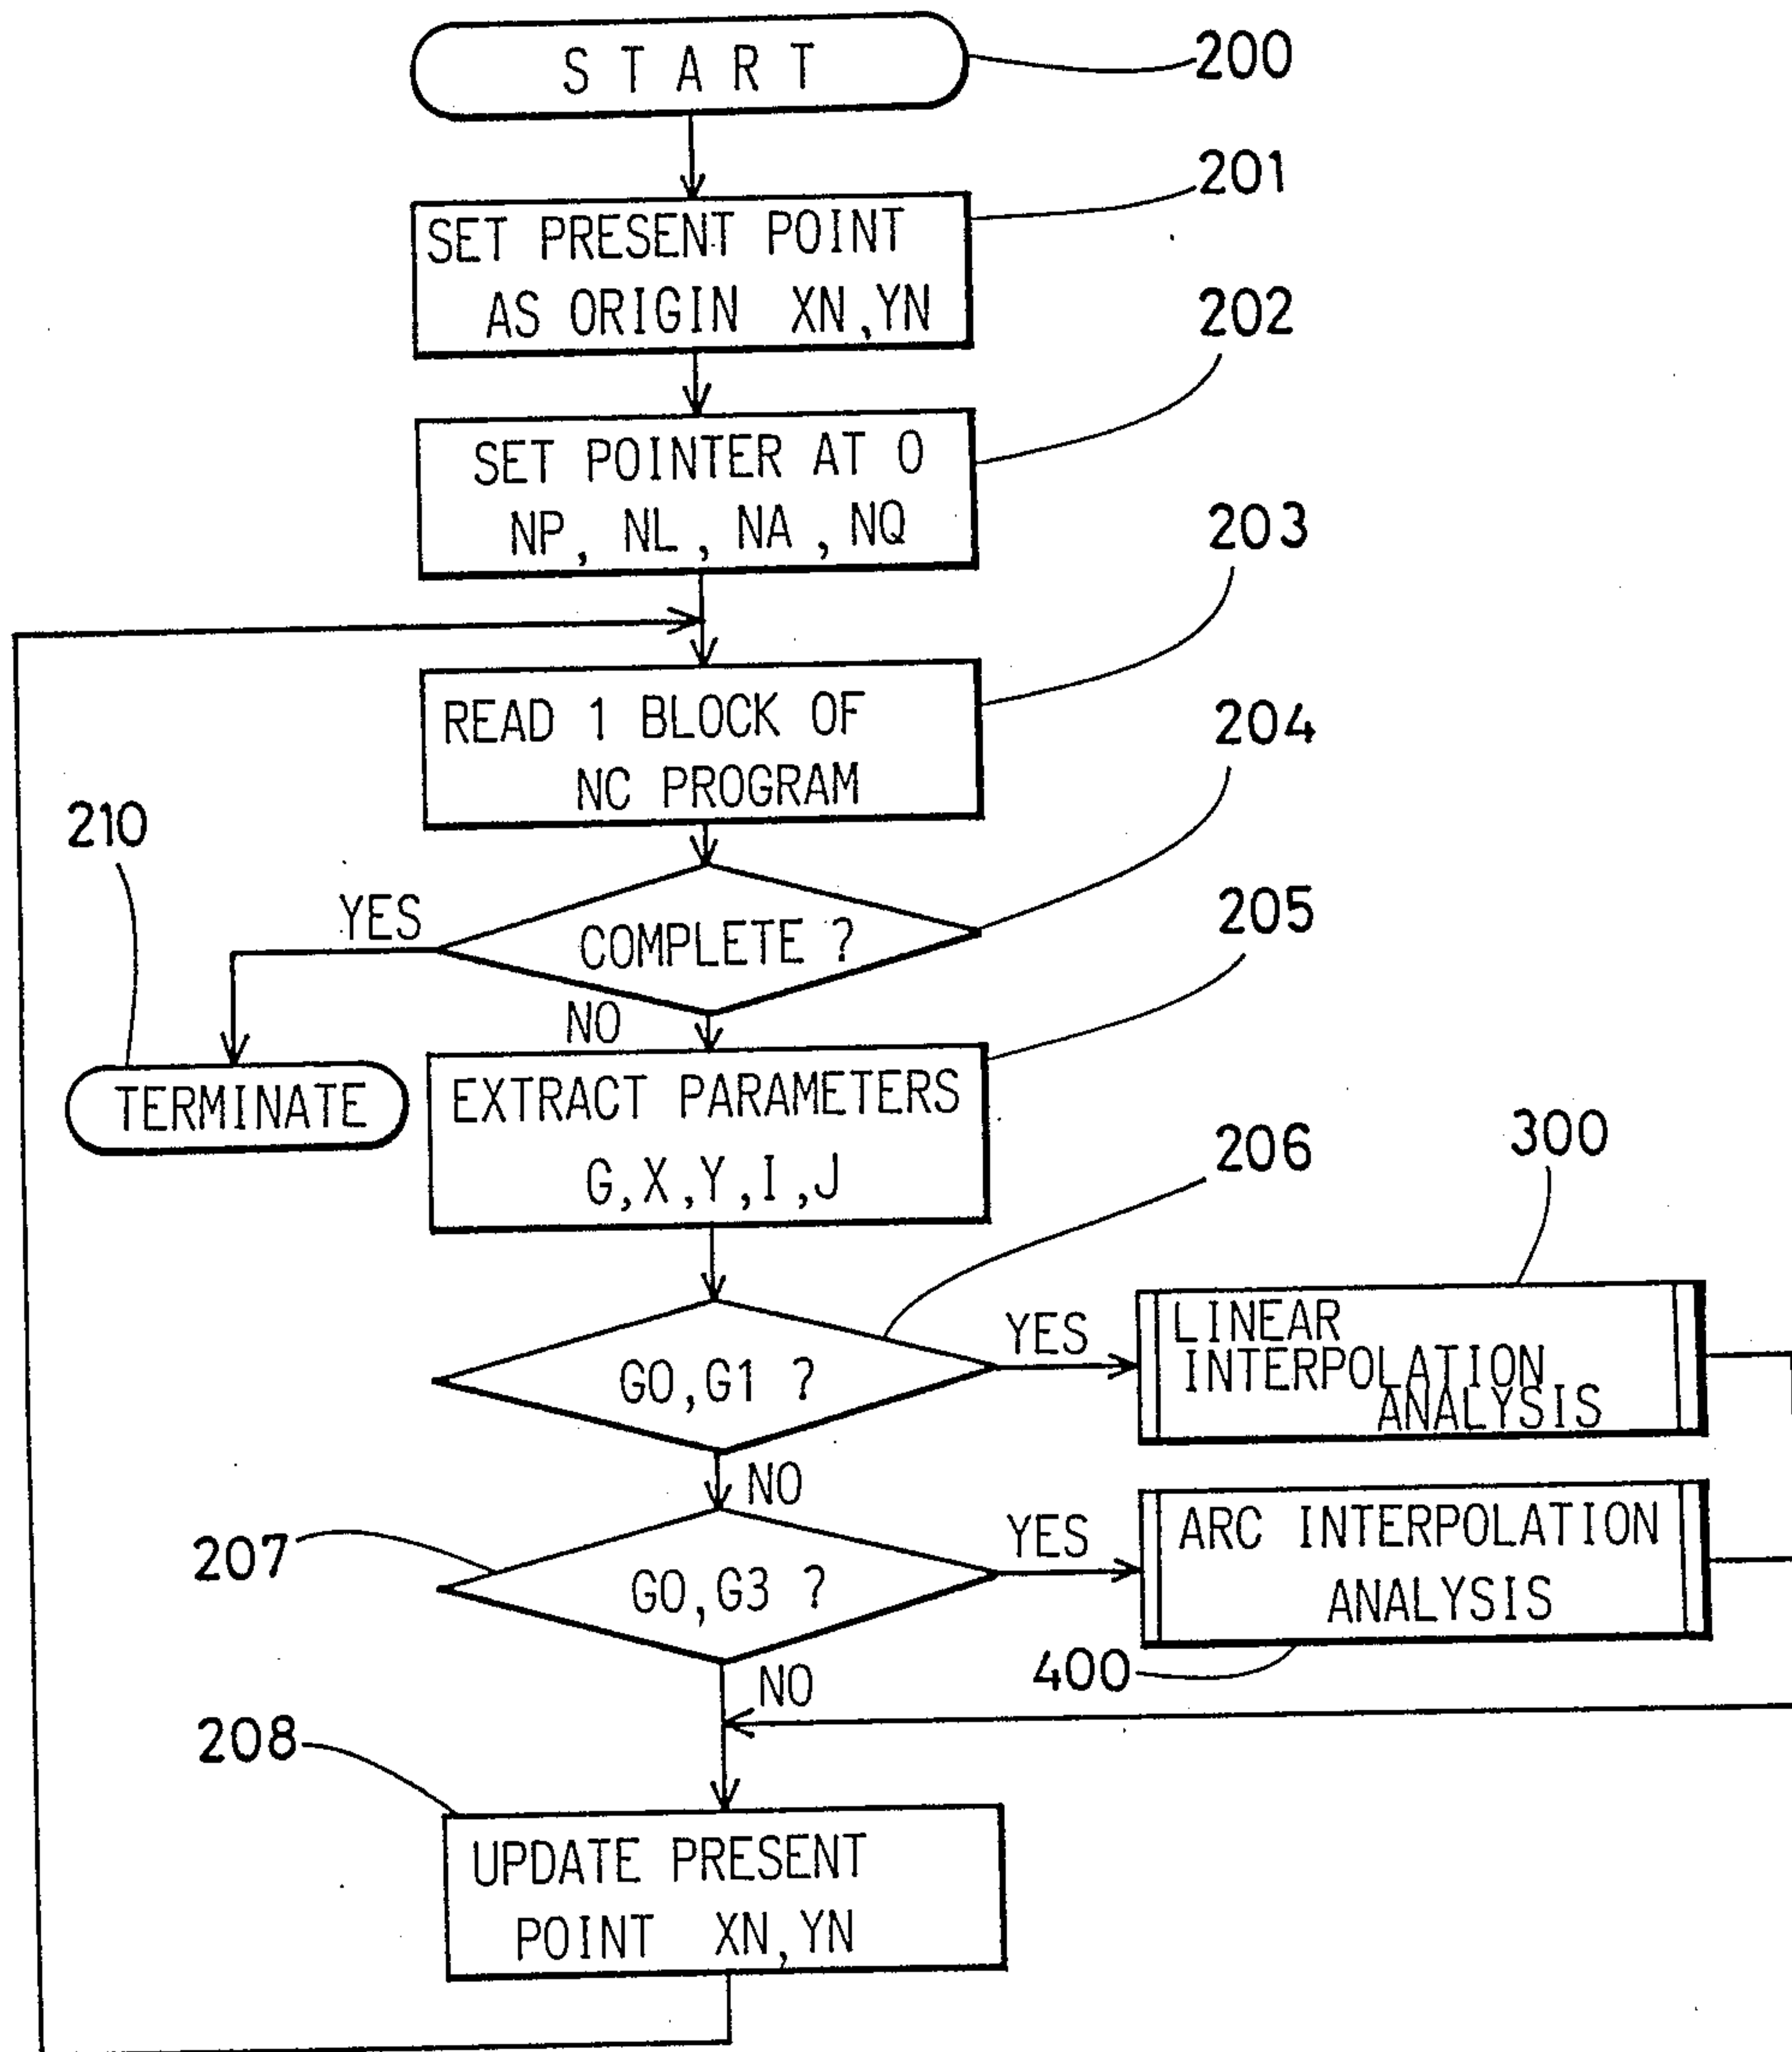 START
200
SET PRESENT POINT
AS ORIGIN XN,YN
201
SET POINTER AT 0
NP, NL, NA, NQ
202
READ 1 BLOCK OF
NC PROGRAM
203
COMPLETE ?
204
YES
NO
210
TERMINATE
EXTRACT PARAMETERS
G,X,Y,I,J
205
G0,G1 ?
206
YES
NO
LINEAR
INTERPOLATION
ANALYSIS
300
G0,G3 ?
207
YES
NO
ARC INTERPOLATION
ANALYSIS
400
208
UPDATE PRESENT
POINT XN,YN